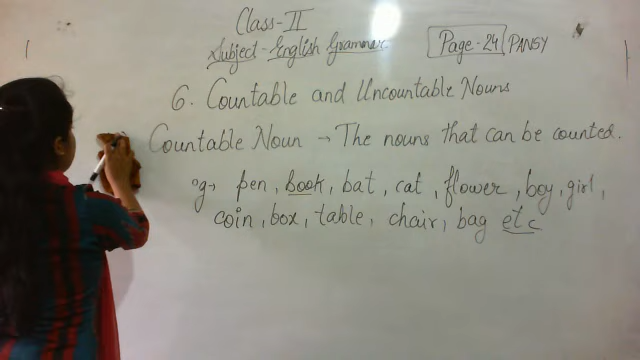 Class-II
Subject - English Grammar
Page-24 PANSY
6. Countable and Uncountable Nouns
Countable Noun → The nouns that can be counted.
eg→ pen, book, bat, cat, flower, boy, girl,
coin, box, table, chair, bag etc